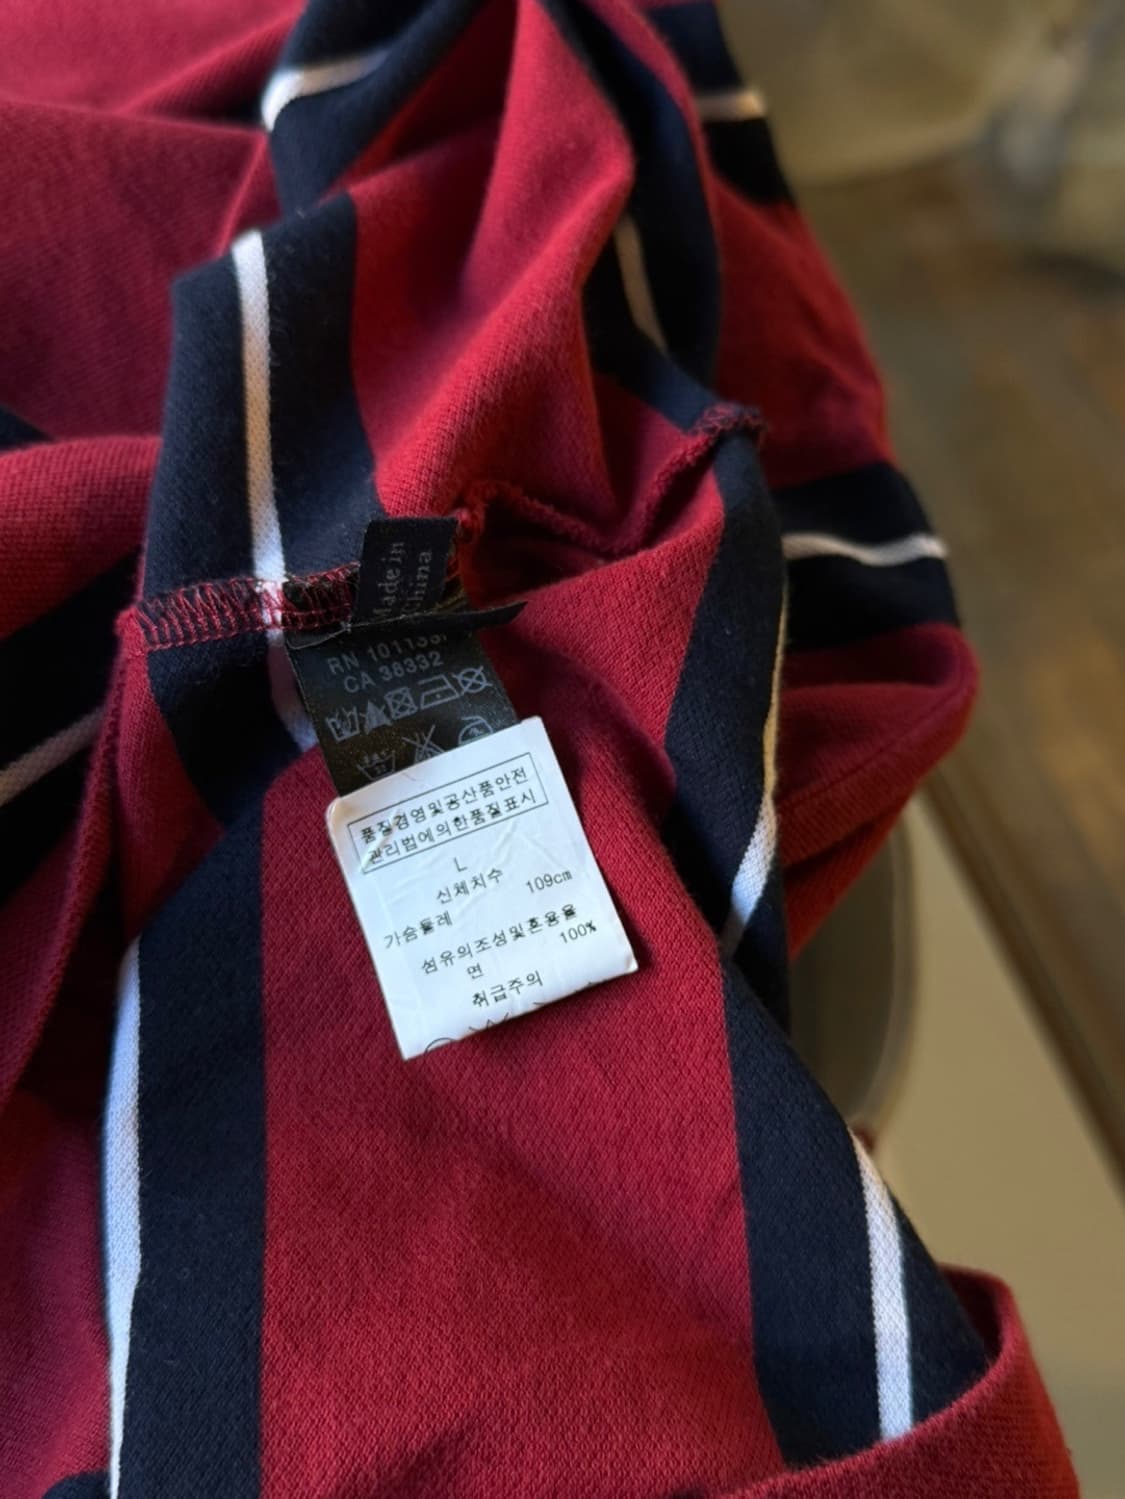 Made in
China
RN 101133
CA 38332
품질경영및공산품안전
관리법에의한품질표시
L
신체치수
가슴둘레 109cm
섬유의조성및혼용율
면 100%
취급주의